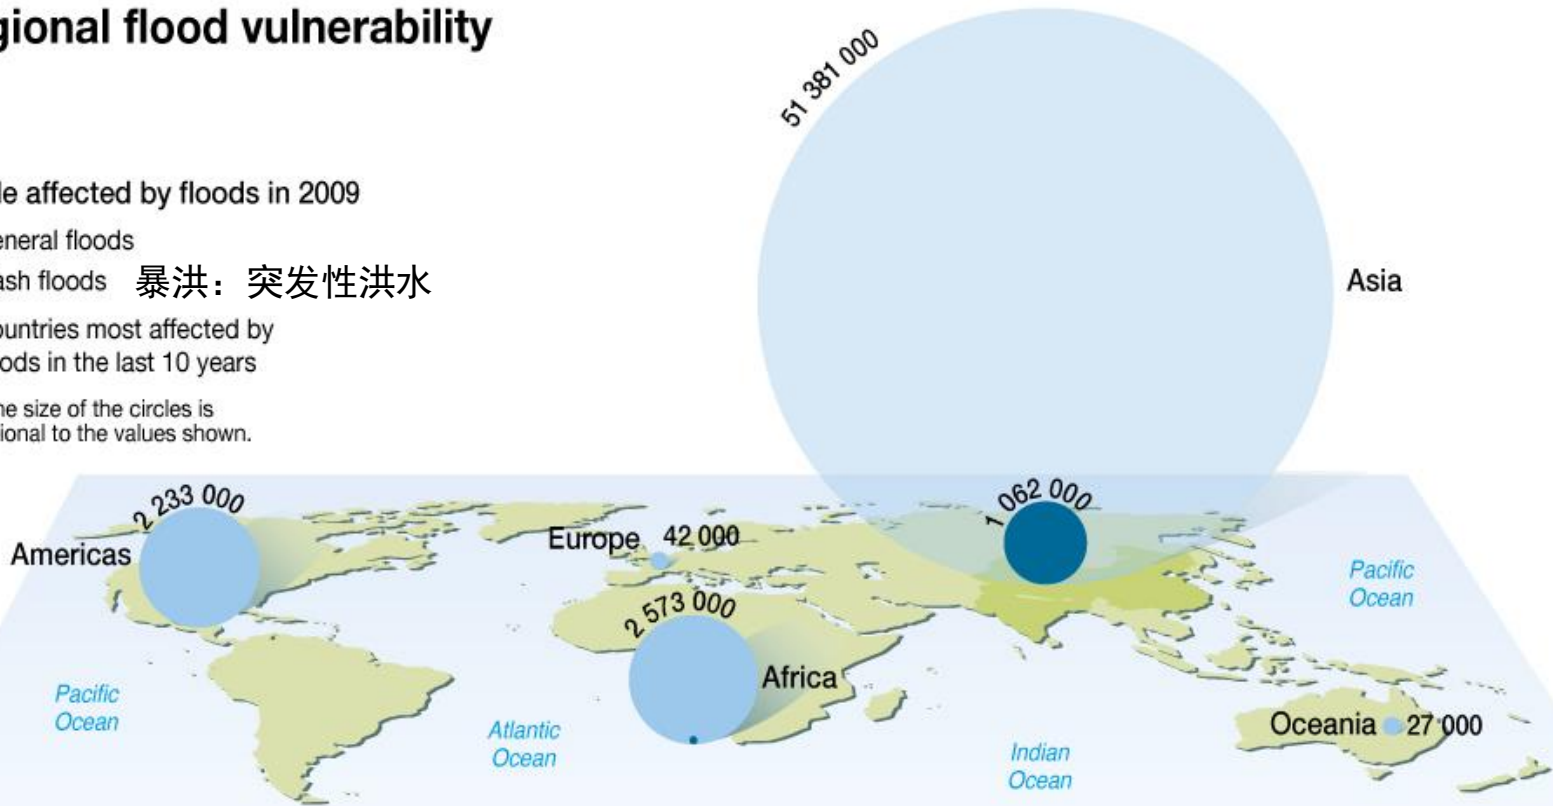 gional flood vulnerability
le affected by floods in 2009
eneral floods
ash floods 暴洪：突发性洪水
ountries most affected by
oods in the last 10 years
he size of the circles is
ional to the values shown.
51 381 000
Asia
2 233 000
Americas
Europe 42 000
1 062 000
2 573 000
Africa
Pacific
Ocean
Pacific
Ocean
Atlantic
Ocean
Indian
Ocean
Oceania 27 000